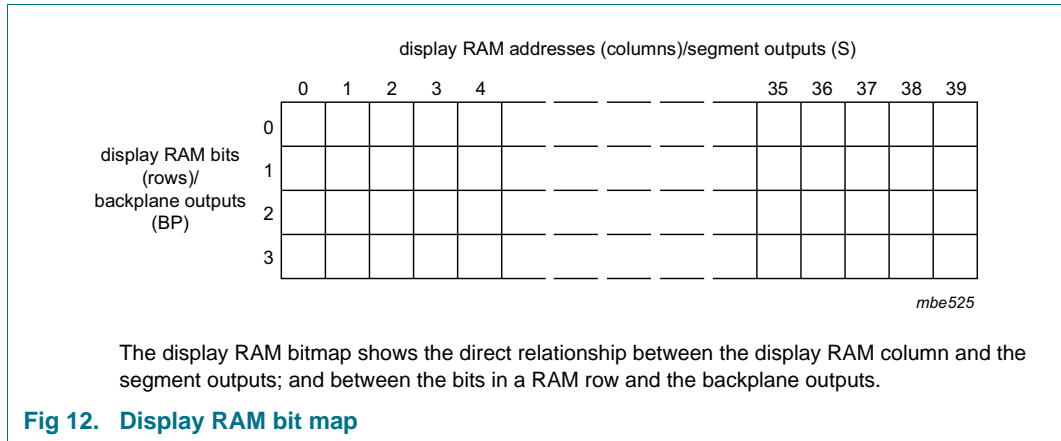 display RAM addresses (columns)/segment outputs (S)
0 1 2 3 4 35 36 37 38 39
0
display RAM bits
(rows)/
backplane outputs
(BP)
1
2
3
mbe525
The display RAM bitmap shows the direct relationship between the display RAM column and the
segment outputs; and between the bits in a RAM row and the backplane outputs.
Fig 12. Display RAM bit map